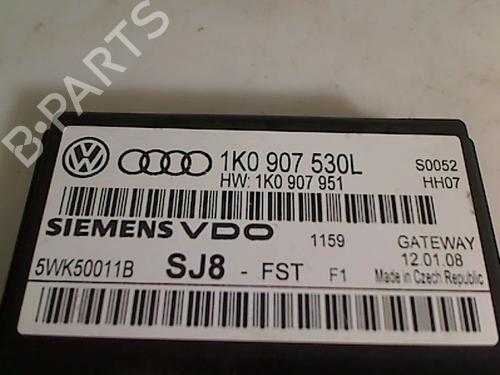 B-PARTS
1K0 907 530L
HW: 1K0 907 951
S0052
HH07
SIEMENS VDO
1159
GATEWAY
5WK50011B
SJ8 - FST F1
12.01.08
Made in Czech Republic